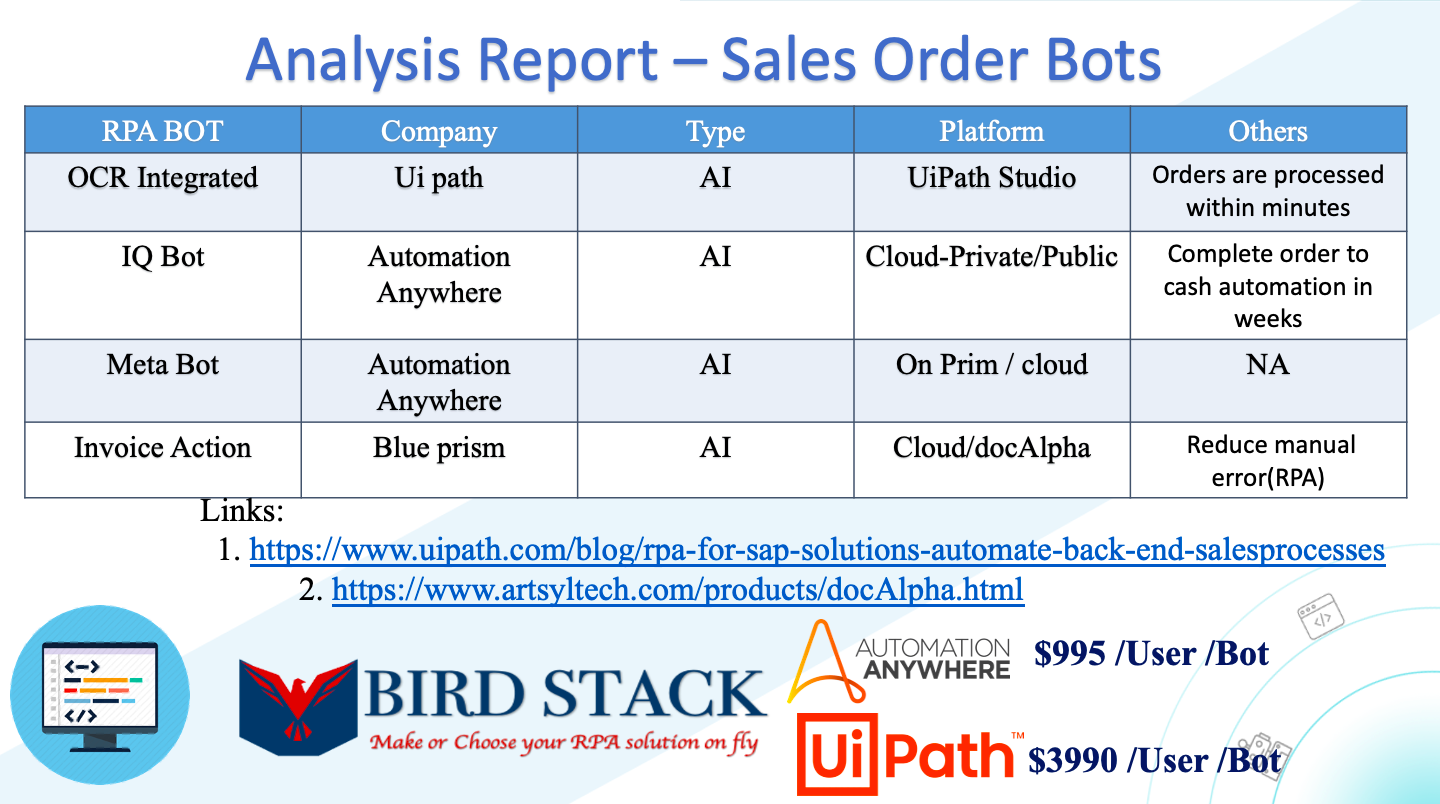 Analysis Report – Sales Order Bots
RPA BOT Company Type Platform Others
OCR Integrated Ui path AI UiPath Studio Orders are processed
within minutes
IQ Bot Automation AI Cloud-Private/Public Complete order to
Anywhere cash automation in
weeks
Meta Bot Automation AI On Prim / cloud NA
Anywhere
Invoice Action Blue prism AI Cloud/docAlpha Reduce manual
error(RPA)
Links:
1. https://www.uipath.com/blog/rpa-for-sap-solutions-automate-back-end-salesprocesses
2. https://www.artsyltech.com/products/docAlpha.html
BIRD STACK
Make or Choose your RPA solution on fly
AUTOMATION
ANYWHERE
$995 /User /Bot
UiPath™
$3990 /User /Bot